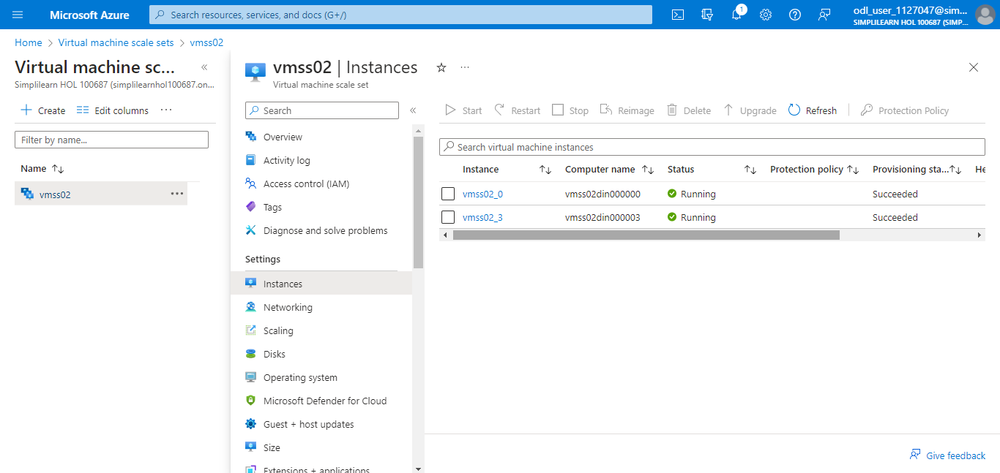 Microsoft Azure
Search resources, services, and docs (G+/)
1
odl_user_1127047@sim...
SIMPLILEARN HOL 100687 (SIMP...
Home > Virtual machine scale sets > vmss02
Virtual machine sc...
Simplilearn HOL 100687 (simplilearnhol100687.on...
Create
Edit columns
Filter by name...
Name
vmss02
vmss02 | Instances
Virtual machine scale set
Search
Overview
Activity log
Access control (IAM)
Tags
Diagnose and solve problems
Settings
Instances
Networking
Scaling
Disks
Operating system
Microsoft Defender for Cloud
Guest + host updates
Size
Extensions + applications
Start Restart Stop Reimage Delete Upgrade Refresh Protection Policy
Search virtual machine instances
Instance Computer name Status Protection policy Provisioning sta... He
vmss02_0 vmss02din000000 Running Succeeded
vmss02_3 vmss02din000003 Running Succeeded
Give feedback